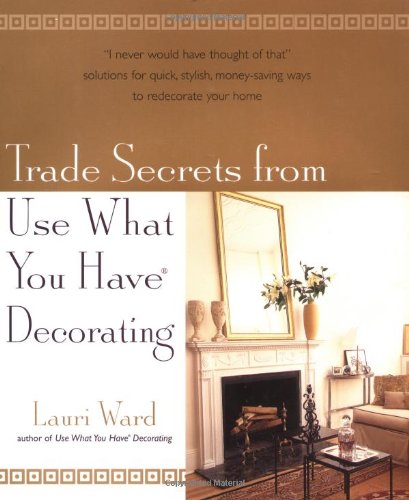 "I never would have thought of that"
solutions for quick, stylish, money-saving ways
to redecorate your home
Trade Secrets from
Use What
You Have®
Decorating
Lauri Ward
author of Use What You Have® Decorating